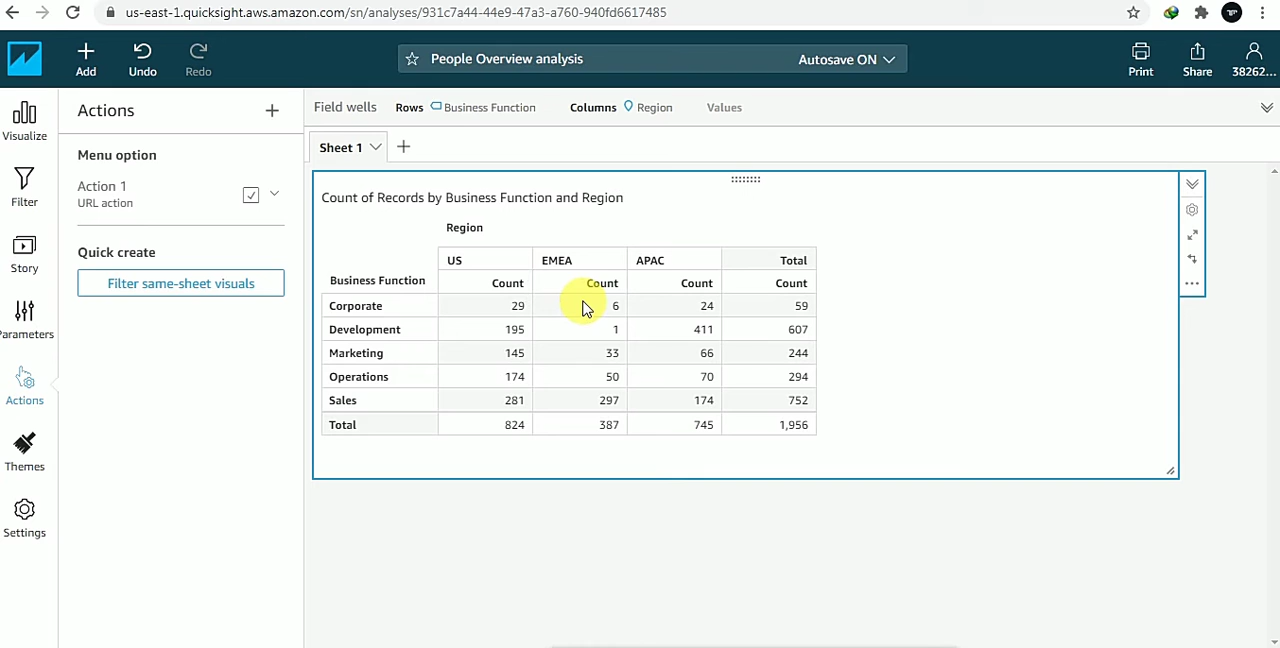 us-east-1.quicksight.aws.amazon.com/sn/analyses/931c7a44-44e9-47a3-a760-940fd6617485
Add
Undo
Redo
People Overview analysis
Autosave ON
Print
Share
38262...
Visualize
Filter
Story
Parameters
Actions
Themes
Settings
Actions
Menu option
Action 1
URL action
Quick create
Filter same-sheet visuals
Field wells Rows Business Function Columns Region Values
Sheet 1
Count of Records by Business Function and Region
Region
US EMEA APAC Total
Business Function Count Count Count Count
Corporate 29 6 24 59
Development 195 1 411 607
Marketing 145 33 66 244
Operations 174 50 70 294
Sales 281 297 174 752
Total 824 387 745 1,956